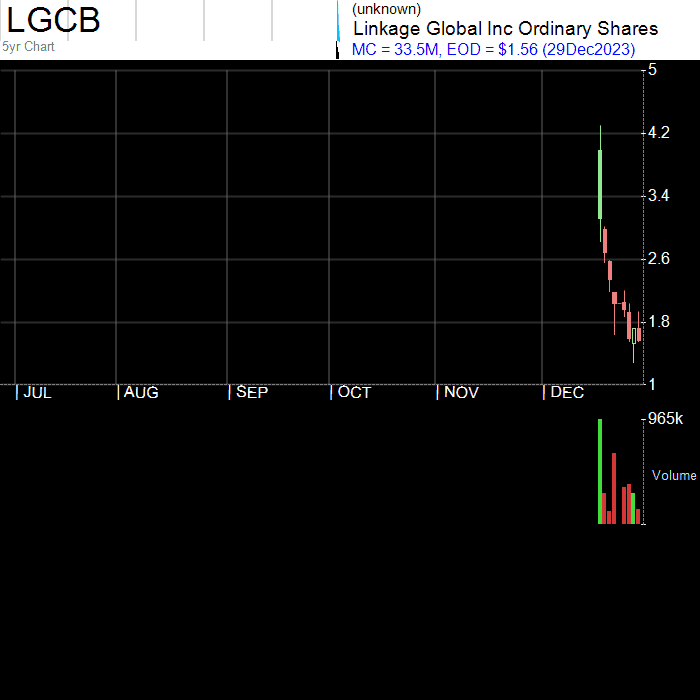 LGCB
5yr Chart
(unknown)
Linkage Global Inc Ordinary Shares
MC = 33.5M, EOD = $1.56 (29Dec2023)
5
4.2
3.4
2.6
1.8
1
| JUL | AUG | SEP | OCT | NOV | DEC
965k
Volume